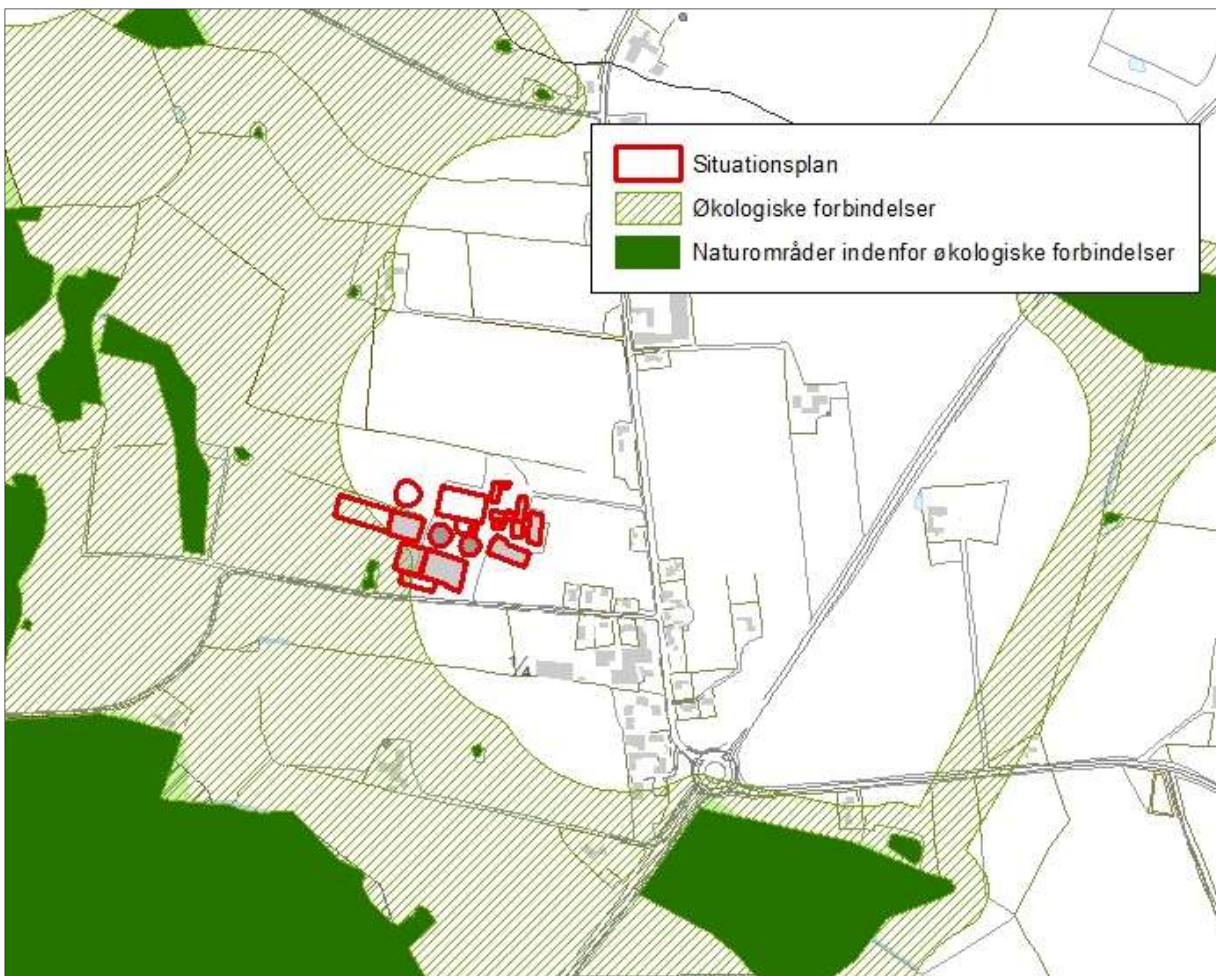 Situationsplan
Økologiske forbindelser
Naturområder indenfor økologiske forbindelser